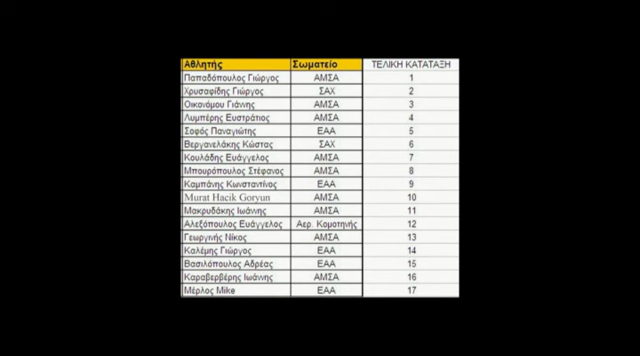 Αθλητής Σωματείο ΤΕΛΙΚΗ ΚΑΤΑΤΑΞΗ
Παπαδόπουλος Γιώργος ΑΜΣΑ 1
Χρυσαφίδης Γιώργος ΣΑΧ 2
Οικονόμου Γιάννης ΑΜΣΑ 3
Λυμπέρης Ευστράτιος ΑΜΣΑ 4
Σοφός Παναγιώτης ΕΑΑ 5
Βεργανελάκης Κώστας ΣΑΧ 6
Κουλάδης Ευάγγελος ΑΜΣΑ 7
Μπουρόπουλος Στέφανος ΑΜΣΑ 8
Καμπάνης Κωνσταντίνος ΕΑΑ 9
Murat Hacik Goryun ΑΜΣΑ 10
Μακρυδάκης Ιωάννης ΑΜΣΑ 11
Αλεξόπουλος Ευάγγελος Αερ. Κομοτηνής 12
Γεωργινής Νίκος ΑΜΣΑ 13
Καλέμης Γιώργος ΕΑΑ 14
Βασιλόπουλος Αδρέας ΕΑΑ 15
Καραβερβέρης Ιωάννης ΑΜΣΑ 16
Μέρλος Mike ΕΑΑ 17